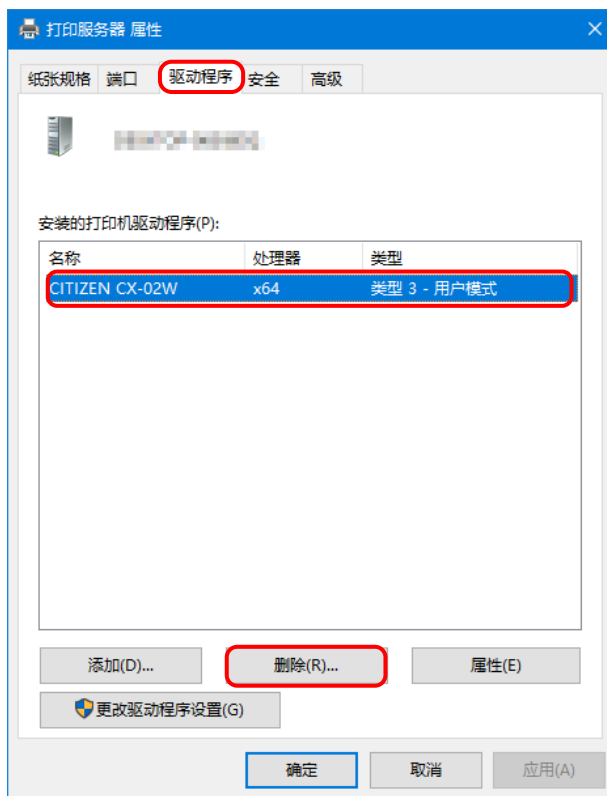 打印服务器 属性
纸张规格 端口 驱动程序 安全 高级
安装的打印机驱动程序(P):
名称 处理器 类型
CITIZEN CX-02W x64 类型 3 - 用户模式
添加(D)... 删除(R)... 属性(E)
更改驱动程序设置(G)
确定 取消 应用(A)